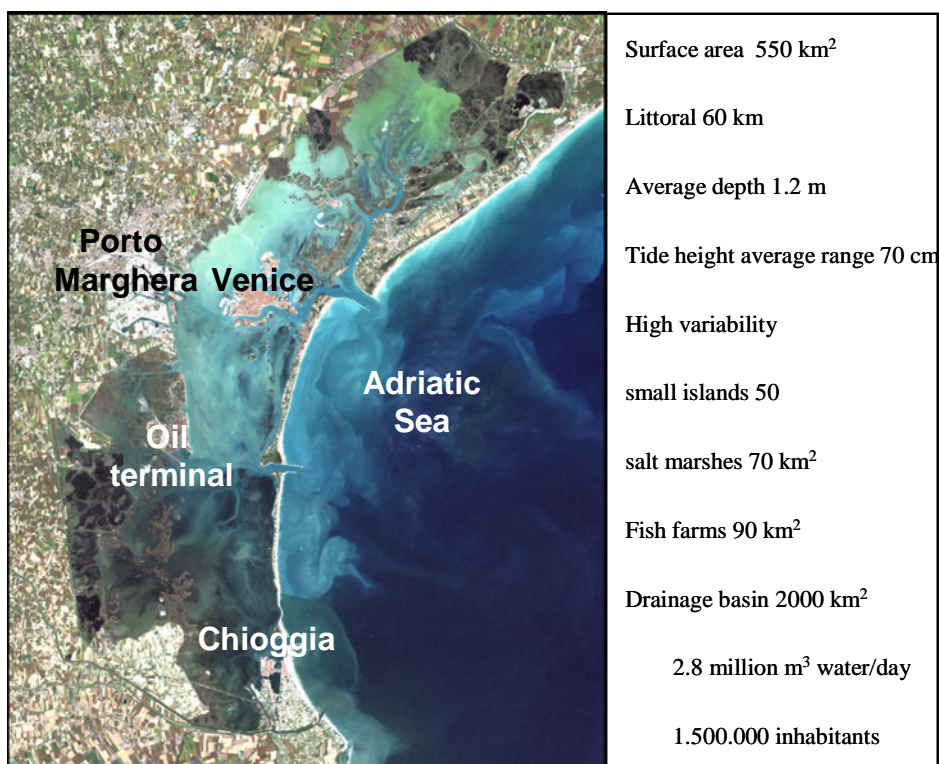 Porto
Marghera Venice
Adriatic
Sea
Oil
terminal
Chioggia
Surface area 550 km²
Littoral 60 km
Average depth 1.2 m
Tide height average range 70 cm
High variability
small islands 50
salt marshes 70 km²
Fish farms 90 km²
Drainage basin 2000 km²
2.8 million m³ water/day
1.500.000 inhabitants